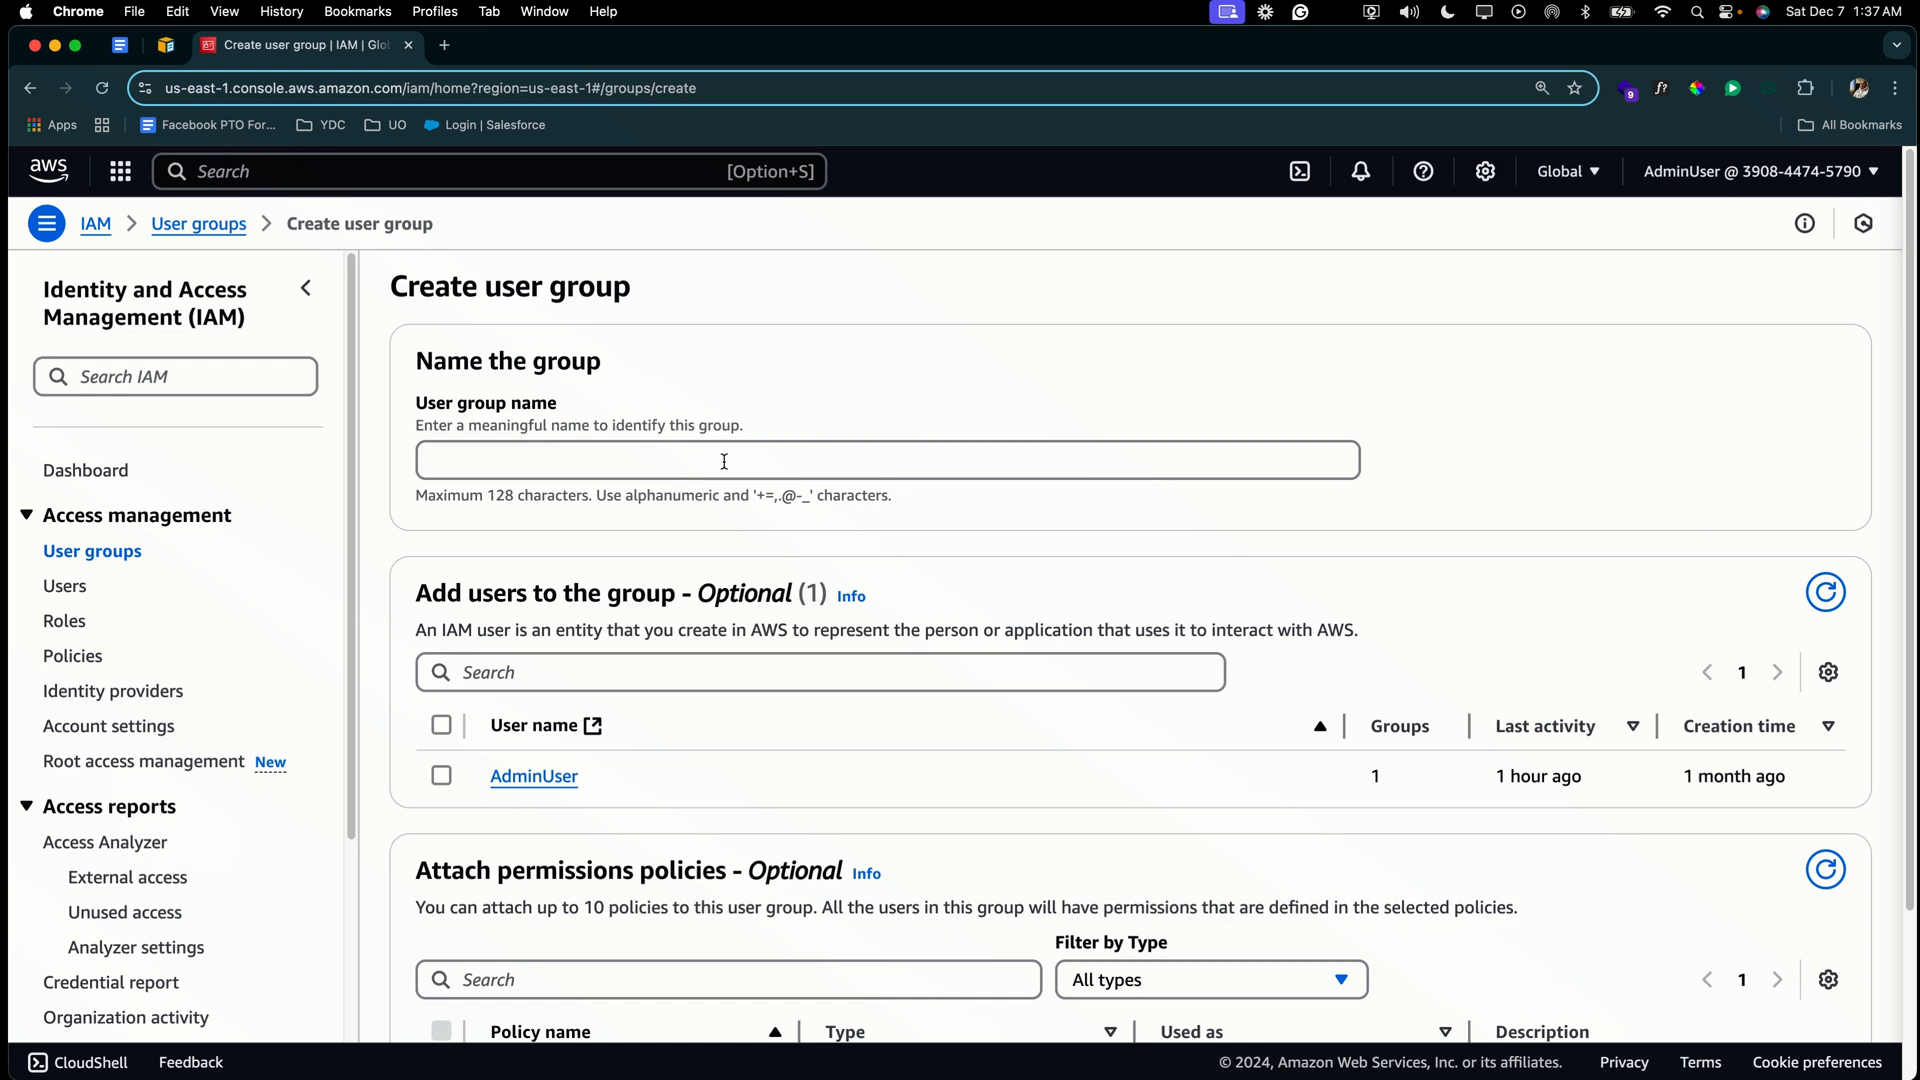 Chrome File Edit View History Bookmarks Profiles Tab Window Help Sat Dec 7 1:37 AM
Create user group | IAM | Glo
us-east-1.console.aws.amazon.com/iam/home?region=us-east-1#/groups/create
9 f?
Apps Facebook PTO For... YDC UO Login | Salesforce All Bookmarks
aws Search [Option+S] Global AdminUser @ 3908-4474-5790
IAM User groups Create user group
Identity and Access
Management (IAM)
Search IAM
Dashboard
Access management
User groups
Users
Roles
Policies
Identity providers
Account settings
Root access management New
Access reports
Access Analyzer
External access
Unused access
Analyzer settings
Credential report
Organization activity
Create user group
Name the group
User group name
Enter a meaningful name to identify this group.
Maximum 128 characters. Use alphanumeric and '+=,.@-_' characters.
Add users to the group - Optional (1) Info
An IAM user is an entity that you create in AWS to represent the person or application that uses it to interact with AWS.
Search 1
User name Groups Last activity Creation time
AdminUser 1 1 hour ago 1 month ago
Attach permissions policies - Optional Info
You can attach up to 10 policies to this user group. All the users in this group will have permissions that are defined in the selected policies.
Filter by Type
Search All types 1
Policy name Type Used as Description
CloudShell Feedback © 2024, Amazon Web Services, Inc. or its affiliates. Privacy Terms Cookie preferences